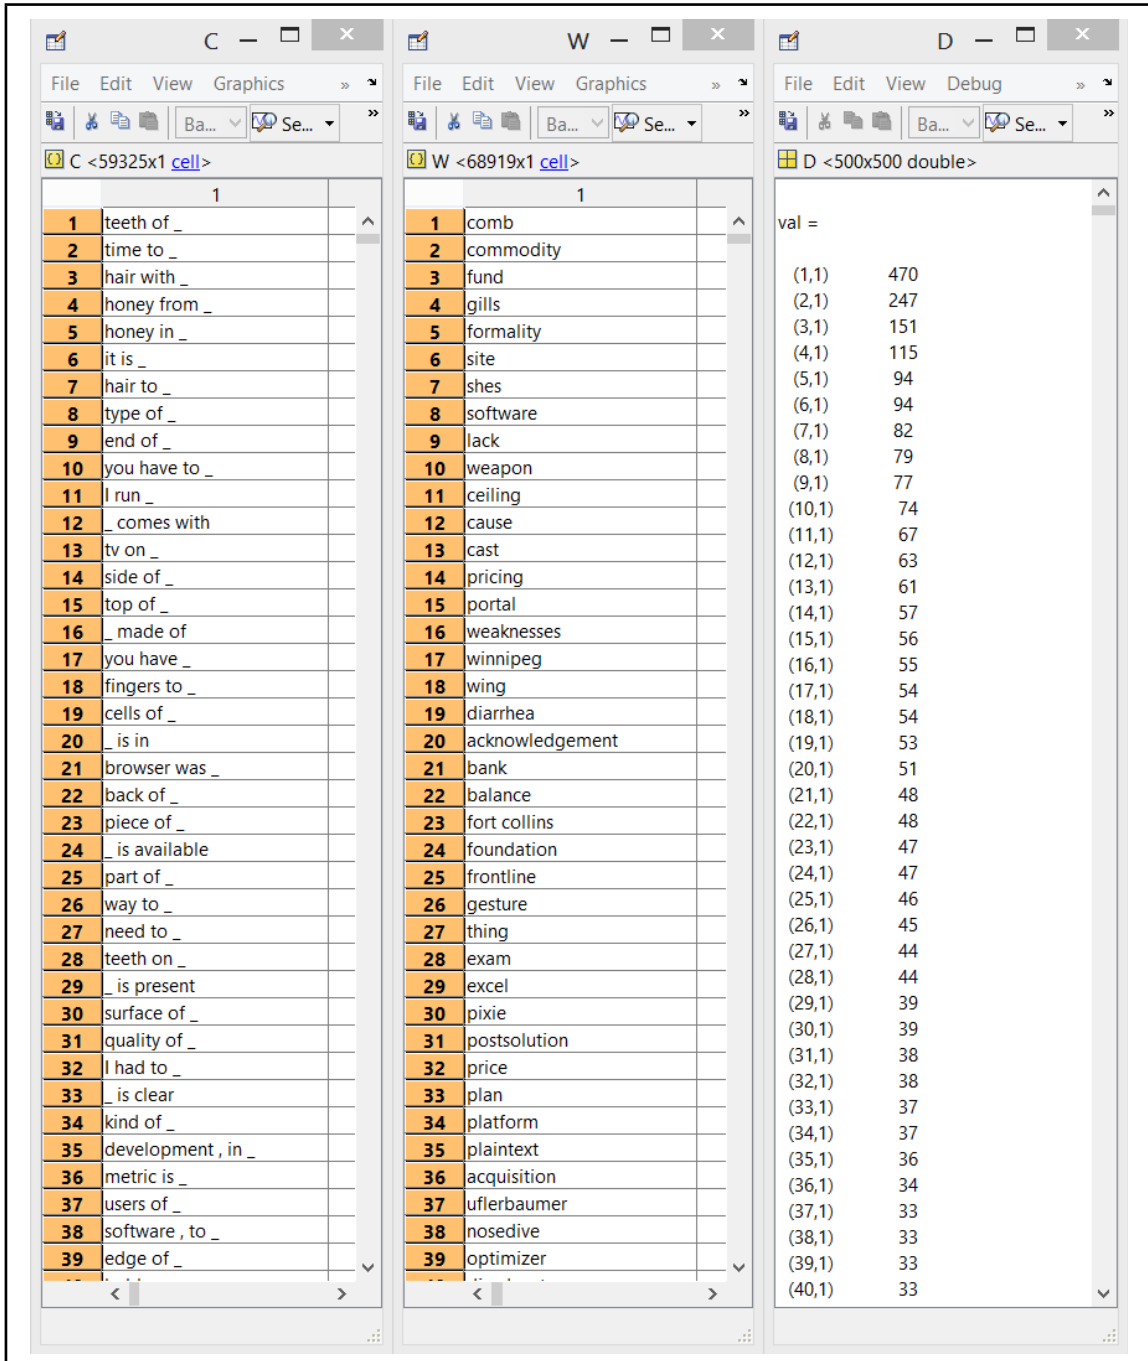 C
File Edit View Graphics »
Ba... Se... »
C <59325x1 cell>
1
1 teeth of _
2 time to _
3 hair with _
4 honey from _
5 honey in _
6 it is _
7 hair to _
8 type of _
9 end of _
10 you have to _
11 I run _
12 _ comes with
13 tv on _
14 side of _
15 top of _
16 _ made of
17 you have _
18 fingers to _
19 cells of _
20 _ is in
21 browser was _
22 back of _
23 piece of _
24 _ is available
25 part of _
26 way to _
27 need to _
28 teeth on _
29 _ is present
30 surface of _
31 quality of _
32 I had to _
33 _ is clear
34 kind of _
35 development , in _
36 metric is _
37 users of _
38 software , to _
39 edge of _
W
File Edit View Graphics »
Ba... Se... »
W <68919x1 cell>
1
1 comb
2 commodity
3 fund
4 gills
5 formality
6 site
7 shes
8 software
9 lack
10 weapon
11 ceiling
12 cause
13 cast
14 pricing
15 portal
16 weaknesses
17 winnipeg
18 wing
19 diarrhea
20 acknowledgement
21 bank
22 balance
23 fort collins
24 foundation
25 frontline
26 gesture
27 thing
28 exam
29 excel
30 pixie
31 postsolution
32 price
33 plan
34 platform
35 plaintext
36 acquisition
37 uflerbaumer
38 nosedive
39 optimizer
D
File Edit View Debug »
Ba... Se... »
D <500x500 double>
val =
(1,1) 470
(2,1) 247
(3,1) 151
(4,1) 115
(5,1) 94
(6,1) 94
(7,1) 82
(8,1) 79
(9,1) 77
(10,1) 74
(11,1) 67
(12,1) 63
(13,1) 61
(14,1) 57
(15,1) 56
(16,1) 55
(17,1) 54
(18,1) 54
(19,1) 53
(20,1) 51
(21,1) 48
(22,1) 48
(23,1) 47
(24,1) 47
(25,1) 46
(26,1) 45
(27,1) 44
(28,1) 44
(29,1) 39
(30,1) 39
(31,1) 38
(32,1) 38
(33,1) 37
(34,1) 37
(35,1) 36
(36,1) 34
(37,1) 33
(38,1) 33
(39,1) 33
(40,1) 33